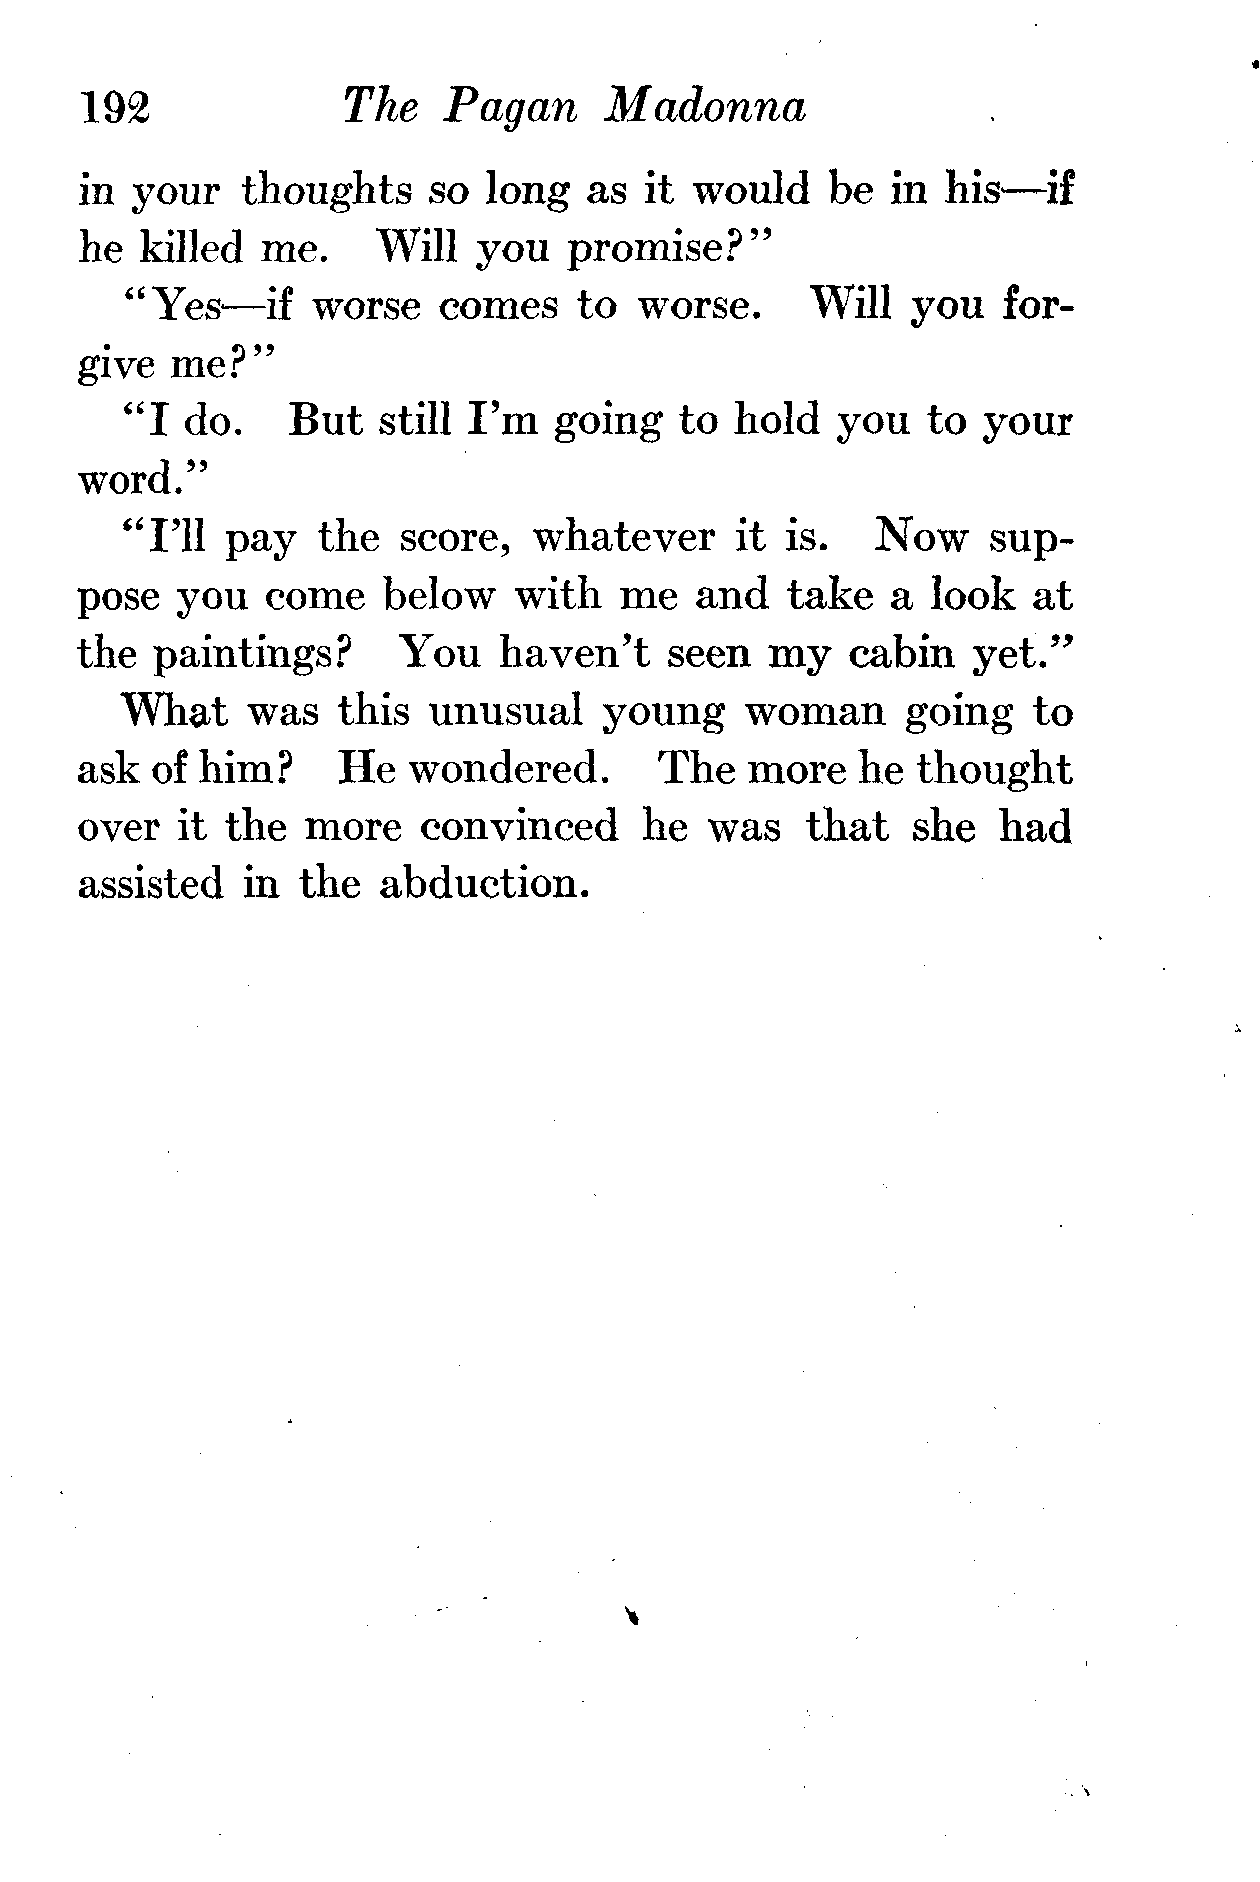 192 The Pagan Madonna
in your thoughts so long as it would be in his—if
he killed me. Will you promise?"
"Yes—if worse comes to worse. Will you for-
give me?"
"I do. But still I'm going to hold you to your
word."
"I'll pay the score, whatever it is. Now sup-
pose you come below with me and take a look at
the paintings? You haven't seen my cabin yet."
What was this unusual young woman going to
ask of him? He wondered. The more he thought
over it the more convinced he was that she had
assisted in the abduction.